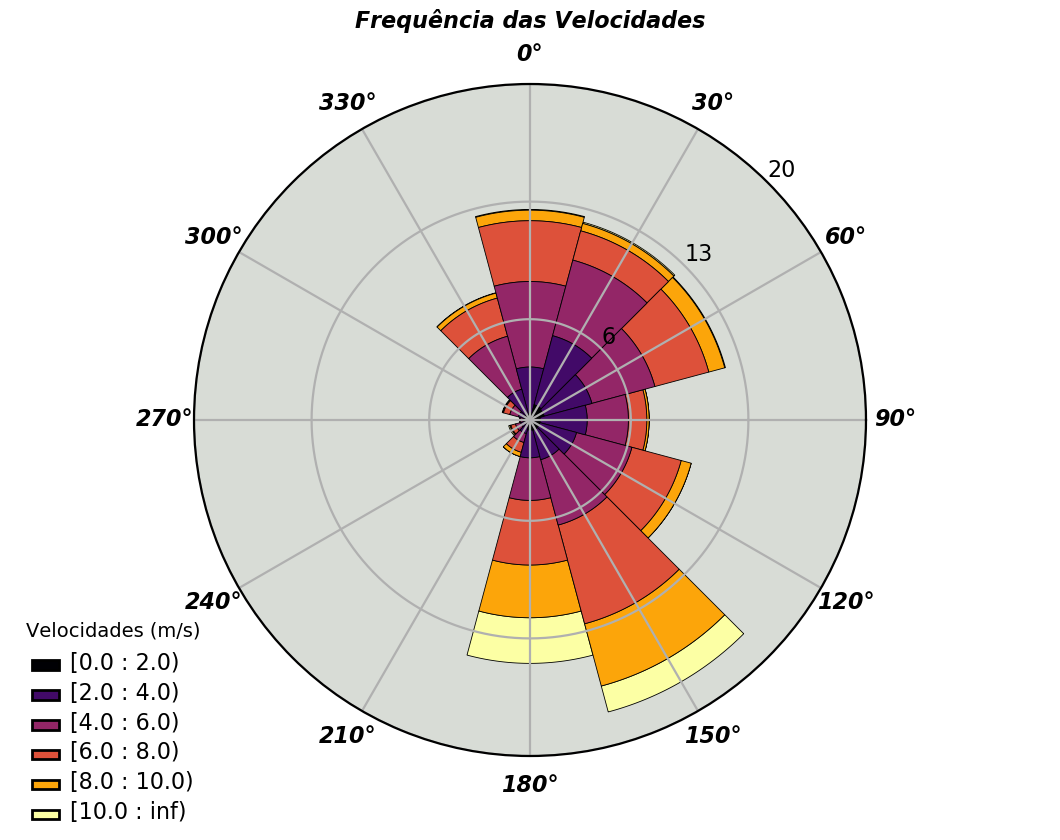 Frequência das Velocidades
0°
330°
30°
20
300°
60°
13
6
270°
90°
240°
120°
210°
150°
180°
Velocidades (m/s)
[0.0 : 2.0)
[2.0 : 4.0)
[4.0 : 6.0)
[6.0 : 8.0)
[8.0 : 10.0)
[10.0 : inf)